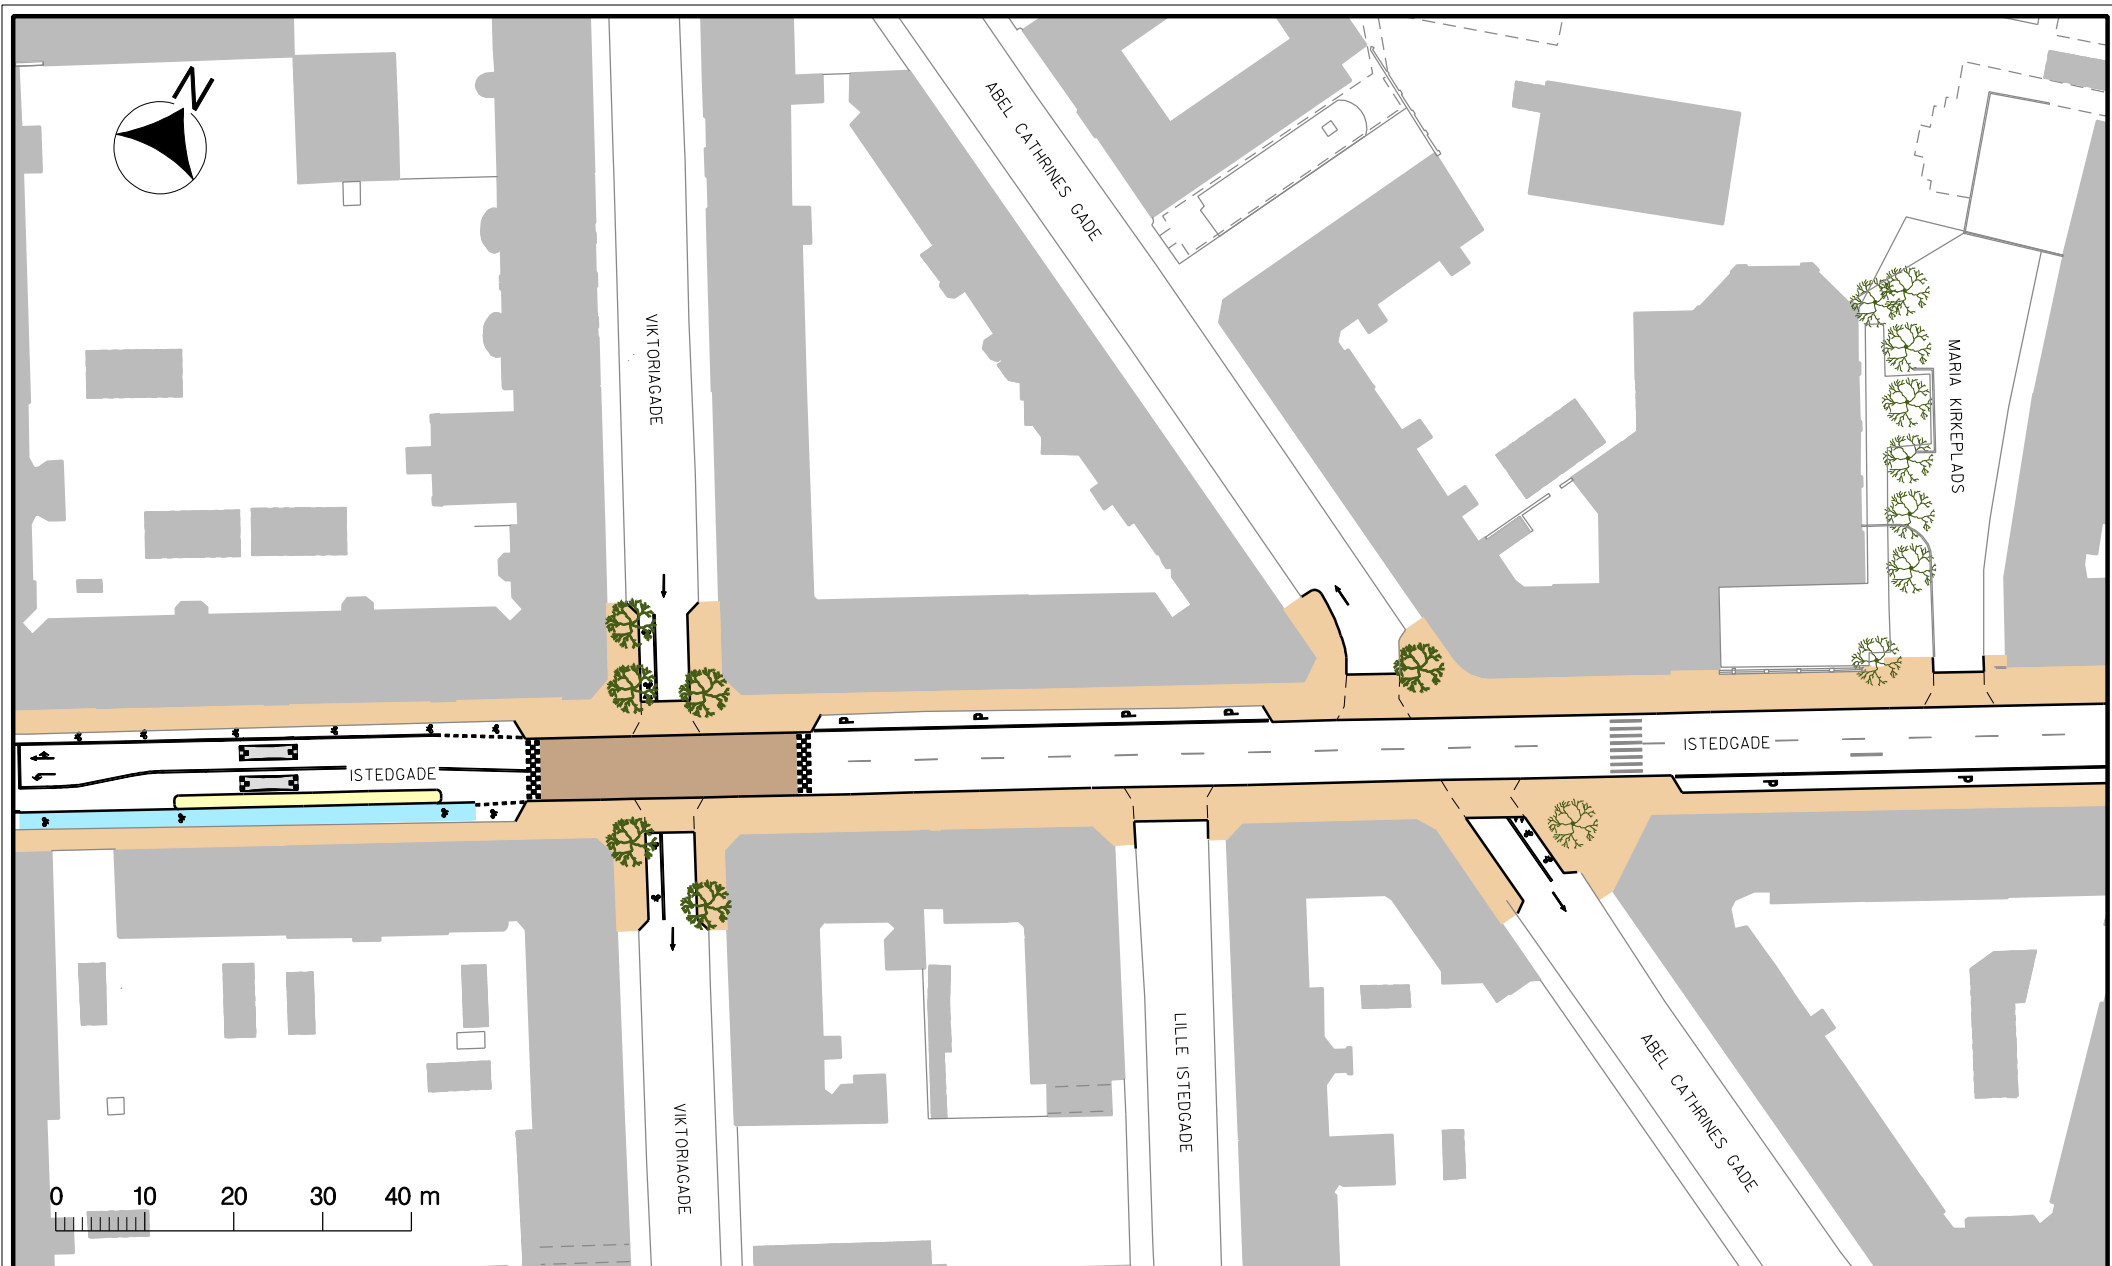 N
ABEL CATHRINES GADE
VIKTORIAGADE
MARIA KIRKEPLADS
P P P P
ISTEDGADE
ISTEDGADE
P P
LILLE ISTEDGADE
ABEL CATHRINES GADE
VIKTORIAGADE
0 10 20 30 40 m